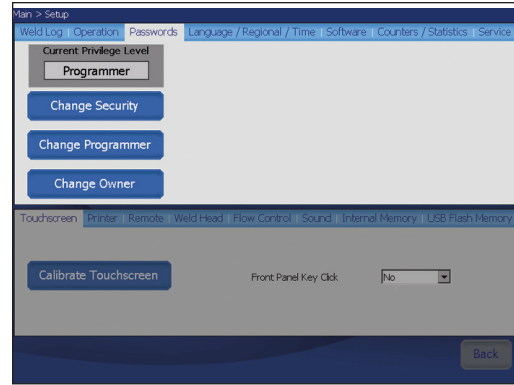 Main > Setup
Weld Log Operation Passwords Language / Regional / Time Software Counters / Statistics Service
Current Privilege Level
Programmer
Change Security
Change Programmer
Change Owner
Touchscreen Printer Remote Weld Head Flow Control Sound Internal Memory USB Flash Memory
Calibrate Touchscreen Front Panel Key Click No
Back